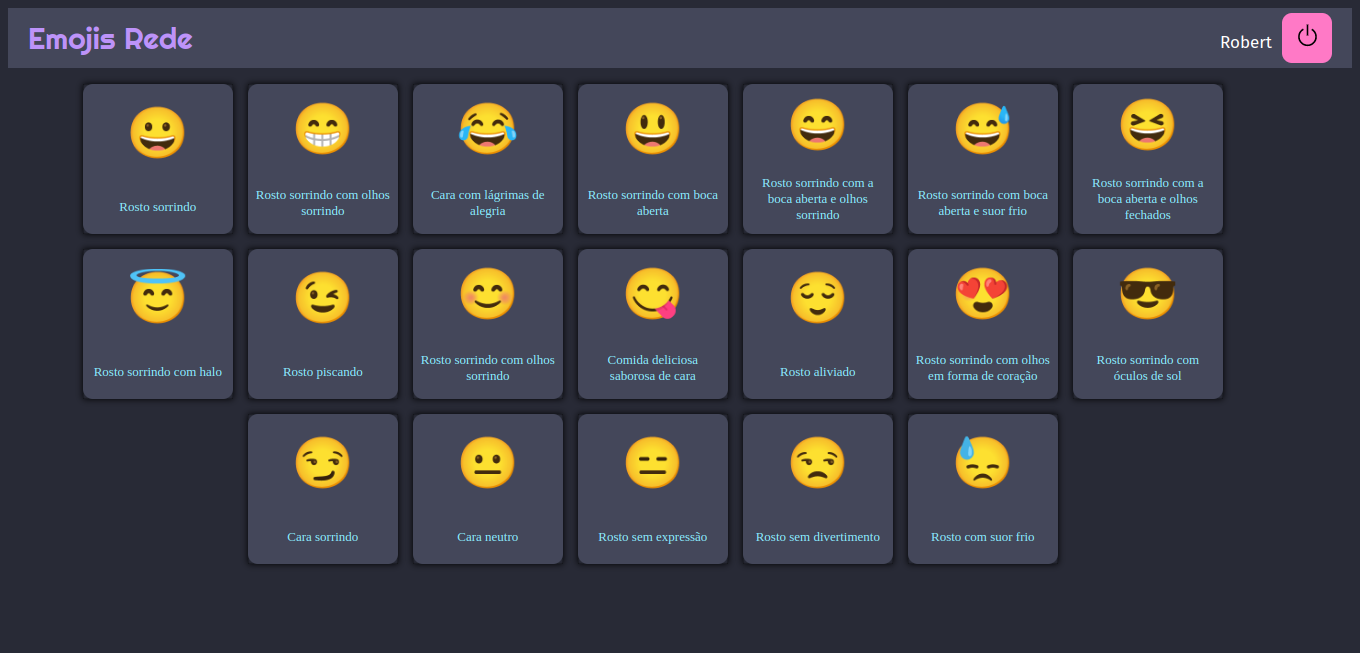 Emojis Rede
Robert
Rosto sorrindo
Rosto sorrindo com olhos
sorrindo
Cara com lágrimas de
alegria
Rosto sorrindo com boca
aberta
Rosto sorrindo com a
boca aberta e olhos
sorrindo
Rosto sorrindo com boca
aberta e suor frio
Rosto sorrindo com a
boca aberta e olhos
fechados
Rosto sorrindo com halo
Rosto piscando
Rosto sorrindo com olhos
sorrindo
Comida deliciosa
saborosa de cara
Rosto aliviado
Rosto sorrindo com olhos
em forma de coração
Rosto sorrindo com
óculos de sol
Cara sorrindo
Cara neutro
Rosto sem expressão
Rosto sem divertimento
Rosto com suor frio